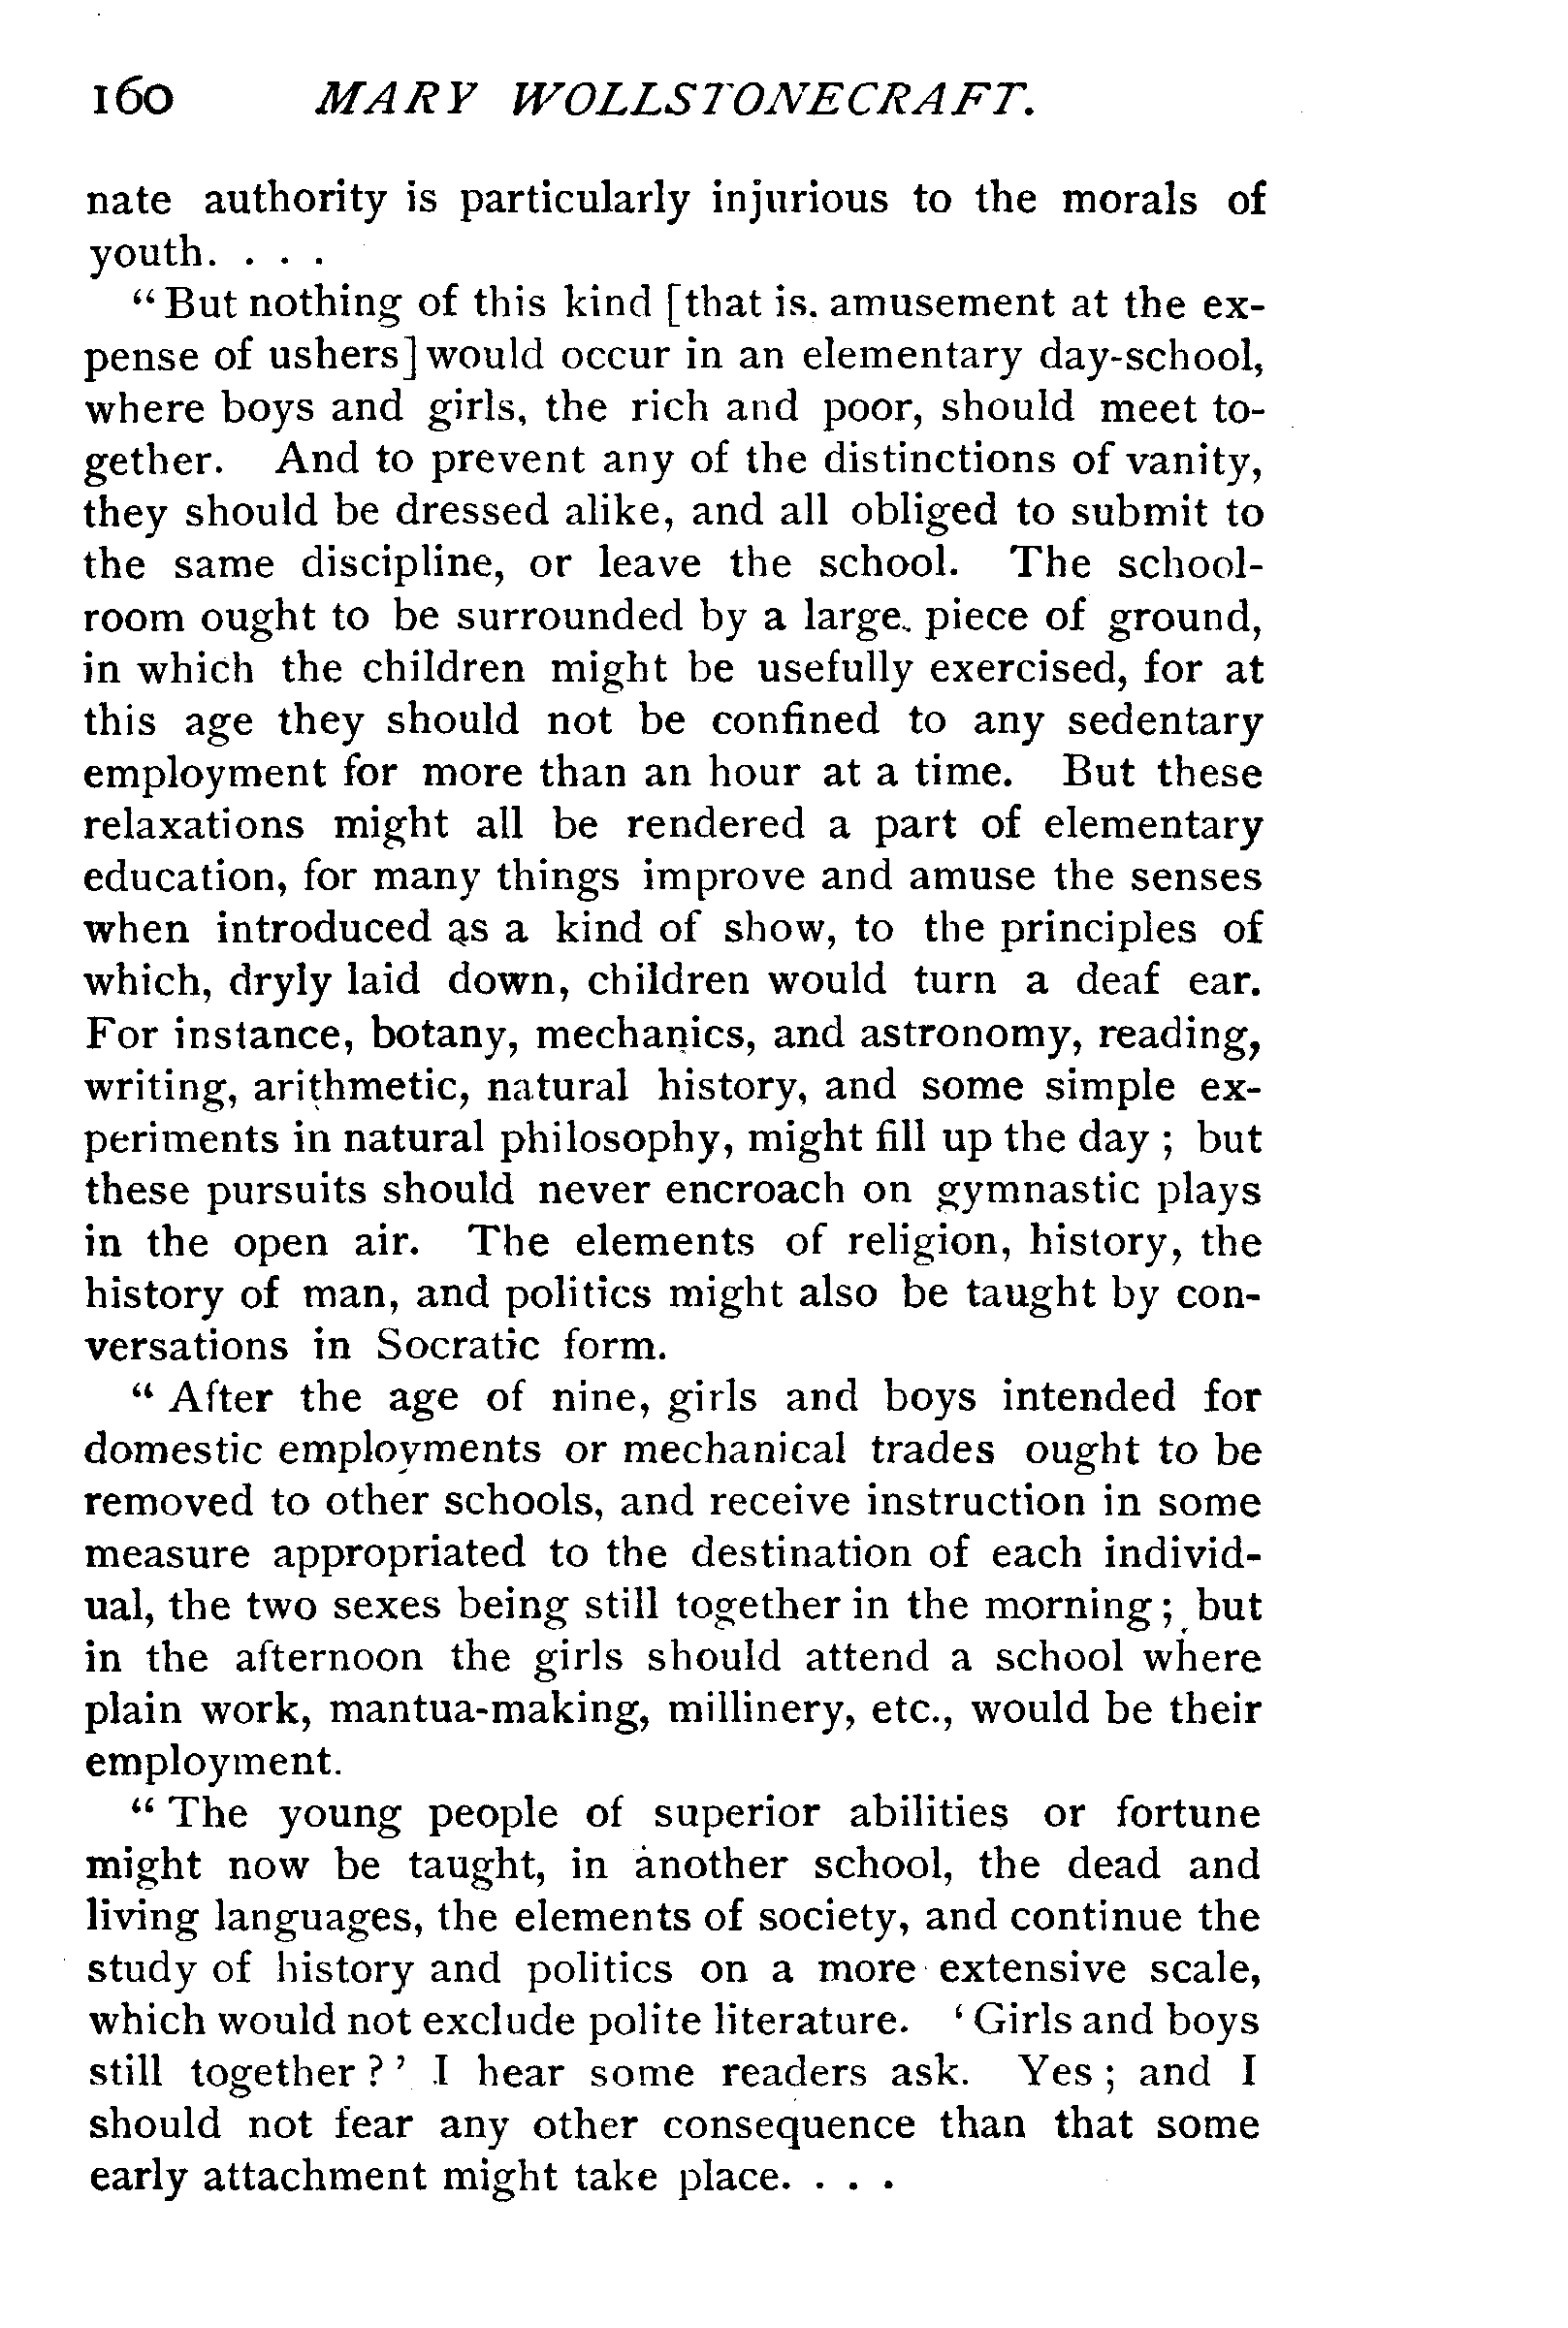 160 MARY WOLLSTONECRAFT.
nate authority is particularly injurious to the morals of
youth. . . .
“ But nothing of this kind [that is. amusement at the ex-
pense of ushers] would occur in an elementary day-school,
where boys and girls, the rich and poor, should meet to-
gether. And to prevent any of the distinctions of vanity,
they should be dressed alike, and all obliged to submit to
the same discipline, or leave the school. The school-
room ought to be surrounded by a large. piece of ground,
in which the children might be usefully exercised, for at
this age they should not be confined to any sedentary
employment for more than an hour at a time. But these
relaxations might all be rendered a part of elementary
education, for many things improve and amuse the senses
when introduced as a kind of show, to the principles of
which, dryly laid down, children would turn a deaf ear.
For instance, botany, mechanics, and astronomy, reading,
writing, arithmetic, natural history, and some simple ex-
periments in natural philosophy, might fill up the day ; but
these pursuits should never encroach on gymnastic plays
in the open air. The elements of religion, history, the
history of man, and politics might also be taught by con-
versations in Socratic form.
“ After the age of nine, girls and boys intended for
domestic employments or mechanical trades ought to be
removed to other schools, and receive instruction in some
measure appropriated to the destination of each individ-
ual, the two sexes being still together in the morning ; but
in the afternoon the girls should attend a school where
plain work, mantua-making, millinery, etc., would be their
employment.
“ The young people of superior abilities or fortune
might now be taught, in another school, the dead and
living languages, the elements of society, and continue the
study of history and politics on a more extensive scale,
which would not exclude polite literature. ‘ Girls and boys
still together ? ’ I hear some readers ask. Yes ; and I
should not fear any other consequence than that some
early attachment might take place. . . .